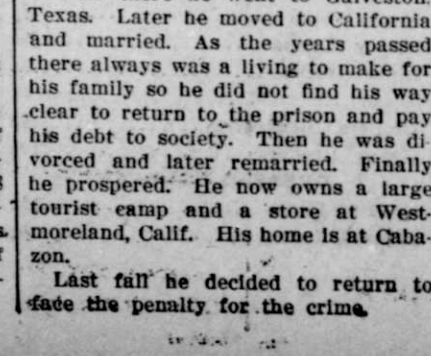 Texas. Later he moved to California
and married. As the years passed
there always was a living to make for
his family so he did not find his way
clear to return to the prison and pay
his debt to society. Then he was di-
vorced and later remarried. Finally
he prospered. He now owns a large
tourist camp and a store at West-
moreland, Calif. His home is at Caba-
zon.
Last fall he decided to return to
face the penalty for the crime.